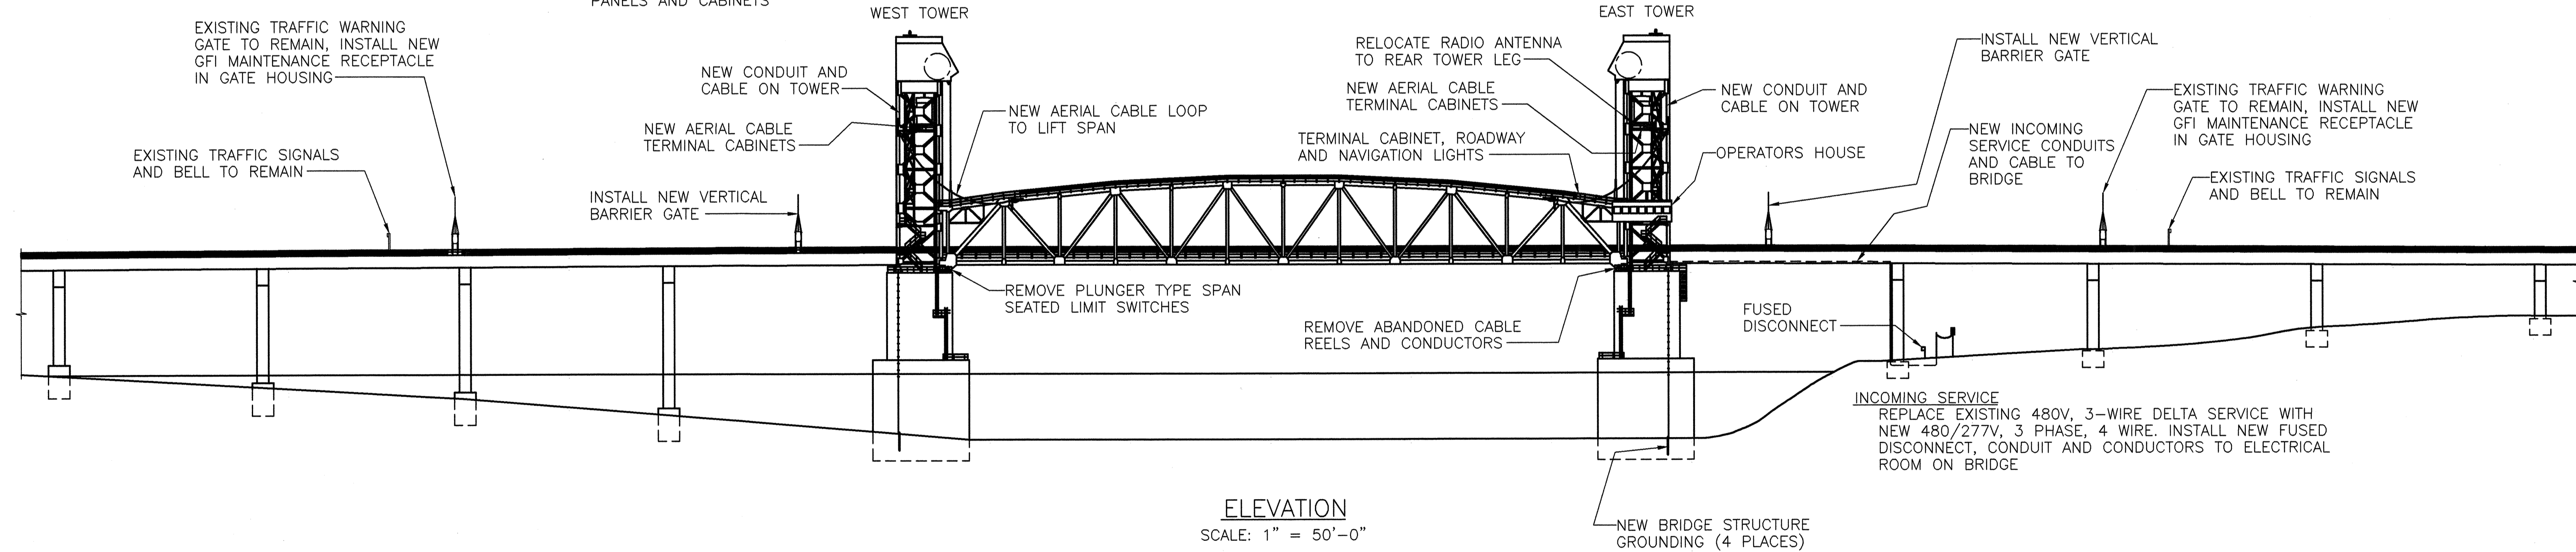 PANELS AND CABINETS
WEST TOWER
EAST TOWER
EXISTING TRAFFIC WARNING
GATE TO REMAIN, INSTALL NEW
GFI MAINTENANCE RECEPTACLE
IN GATE HOUSING
NEW CONDUIT AND
CABLE ON TOWER
NEW AERIAL CABLE
TERMINAL CABINETS
EXISTING TRAFFIC SIGNALS
AND BELL TO REMAIN
INSTALL NEW VERTICAL
BARRIER GATE
NEW AERIAL CABLE LOOP
TO LIFT SPAN
RELOCATE RADIO ANTENNA
TO REAR TOWER LEG
NEW AERIAL CABLE
TERMINAL CABINETS
TERMINAL CABINET, ROADWAY
AND NAVIGATION LIGHTS
NEW CONDUIT AND
CABLE ON TOWER
OPERATORS HOUSE
INSTALL NEW VERTICAL
BARRIER GATE
NEW INCOMING
SERVICE CONDUITS
AND CABLE TO
BRIDGE
EXISTING TRAFFIC WARNING
GATE TO REMAIN, INSTALL NEW
GFI MAINTENANCE RECEPTACLE
IN GATE HOUSING
EXISTING TRAFFIC SIGNALS
AND BELL TO REMAIN
REMOVE PLUNGER TYPE SPAN
SEATED LIMIT SWITCHES
REMOVE ABANDONED CABLE
REELS AND CONDUCTORS
FUSED
DISCONNECT
INCOMING SERVICE
REPLACE EXISTING 480V, 3-WIRE DELTA SERVICE WITH
NEW 480/277V, 3 PHASE, 4 WIRE. INSTALL NEW FUSED
DISCONNECT, CONDUIT AND CONDUCTORS TO ELECTRICAL
ROOM ON BRIDGE
ELEVATION
SCALE: 1" = 50'-0"
NEW BRIDGE STRUCTURE
GROUNDING (4 PLACES)